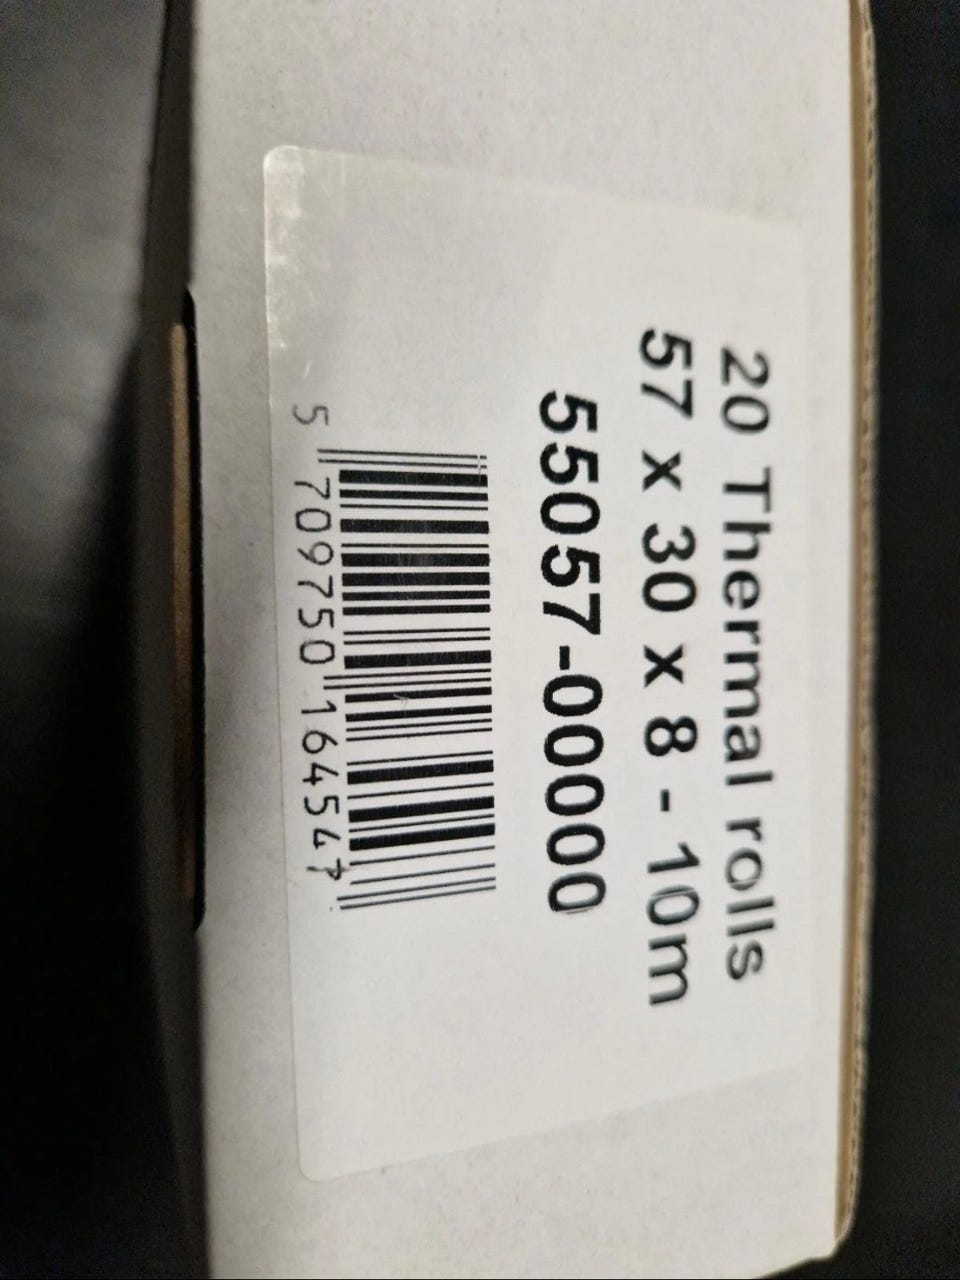 20 Thermal rolls
57 x 30 x 8 - 10m
55057-00000
5 709750 164547